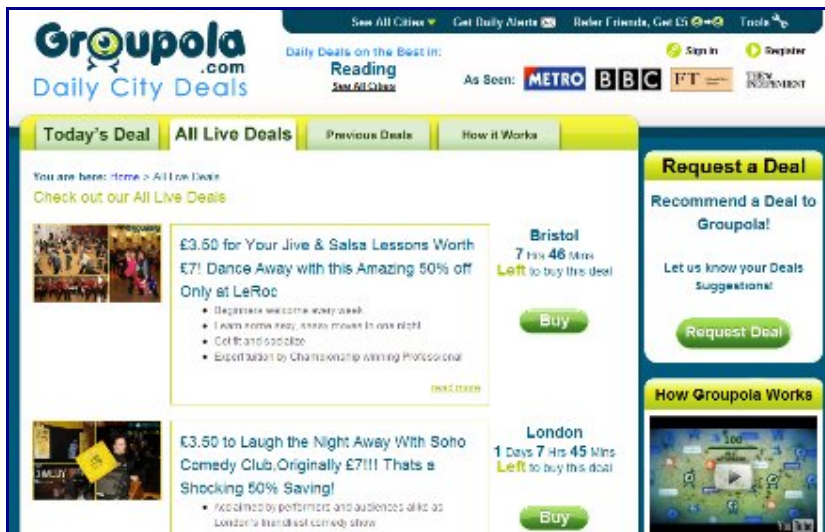 See All Cities
Get Daily Alerts
Refer Friends, Get £5
Tools
Groupola
.com
Daily City Deals
Daily Deals on the Best in:
Reading
See All Cities
Sign in
Register
As Seen:
METRO
BBC
FT
THE INDEPENDENT
Today's Deal
All Live Deals
Previous Deals
How it Works
You are here: Home > All Live Deals
Check out our All Live Deals
£3.50 for Your Jive & Salsa Lessons Worth
£7! Dance Away with this Amazing 50% off
Only at LeRoc
Beginners welcome every week
Learn some sexy, sassy moves in one night
Get fit and socialize
Expert tuition by Championship winning Professional
read more
Bristol
7 Hrs 46 Mins
Left to buy this deal
Buy
£3.50 to Laugh the Night Away With Soho
Comedy Club,Originally £7!!! Thats a
Shocking 50% Saving!
Acclaimed by performers and audiences alike as
London's friendliest comedy show
London
1 Days 7 Hrs 45 Mins
Left to buy this deal
Buy
Request a Deal
Recommend a Deal to
Groupola!
Let us know your Deals
Suggestions!
Request Deal
How Groupola Works
100